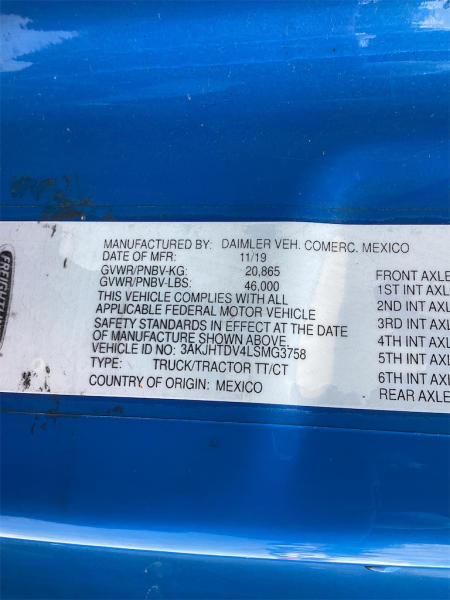 MANUFACTURED BY: DAIMLER VEH. COMERC. MEXICO
DATE OF MFR: 11/19
GVWR/PNBV-KG: 20,865
GVWR/PNBV-LBS: 46,000
THIS VEHICLE COMPLIES WITH ALL
APPLICABLE FEDERAL MOTOR VEHICLE
SAFETY STANDARDS IN EFFECT AT THE DATE
OF MANUFACTURE SHOWN ABOVE.
VEHICLE ID NO: 3AKJHTDV4LSMG3758
TYPE: TRUCK/TRACTOR TT/CT
COUNTRY OF ORIGIN: MEXICO
FRONT AXLE
1ST INT AXL
2ND INT AXL
3RD INT AXL
4TH INT AXL
5TH INT AXL
6TH INT AXL
REAR AXLE